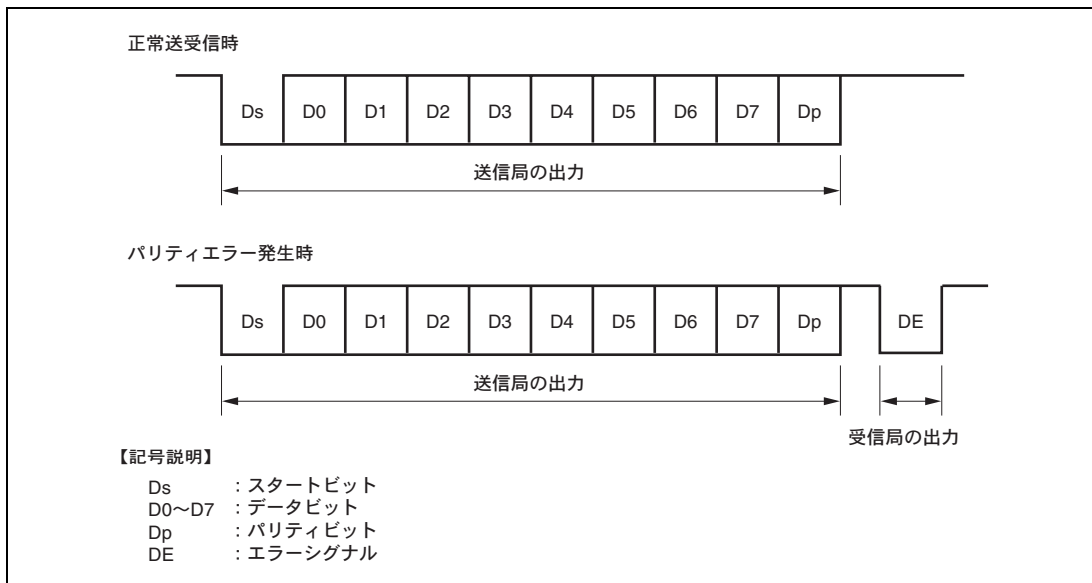 正常送受信時
Ds D0 D1 D2 D3 D4 D5 D6 D7 Dp
送信局の出力
パリティエラー発生時
Ds D0 D1 D2 D3 D4 D5 D6 D7 Dp DE
送信局の出力
受信局の出力
【記号説明】
Ds :スタートビット
D0~D7 :データビット
Dp :パリティビット
DE :エラーシグナル